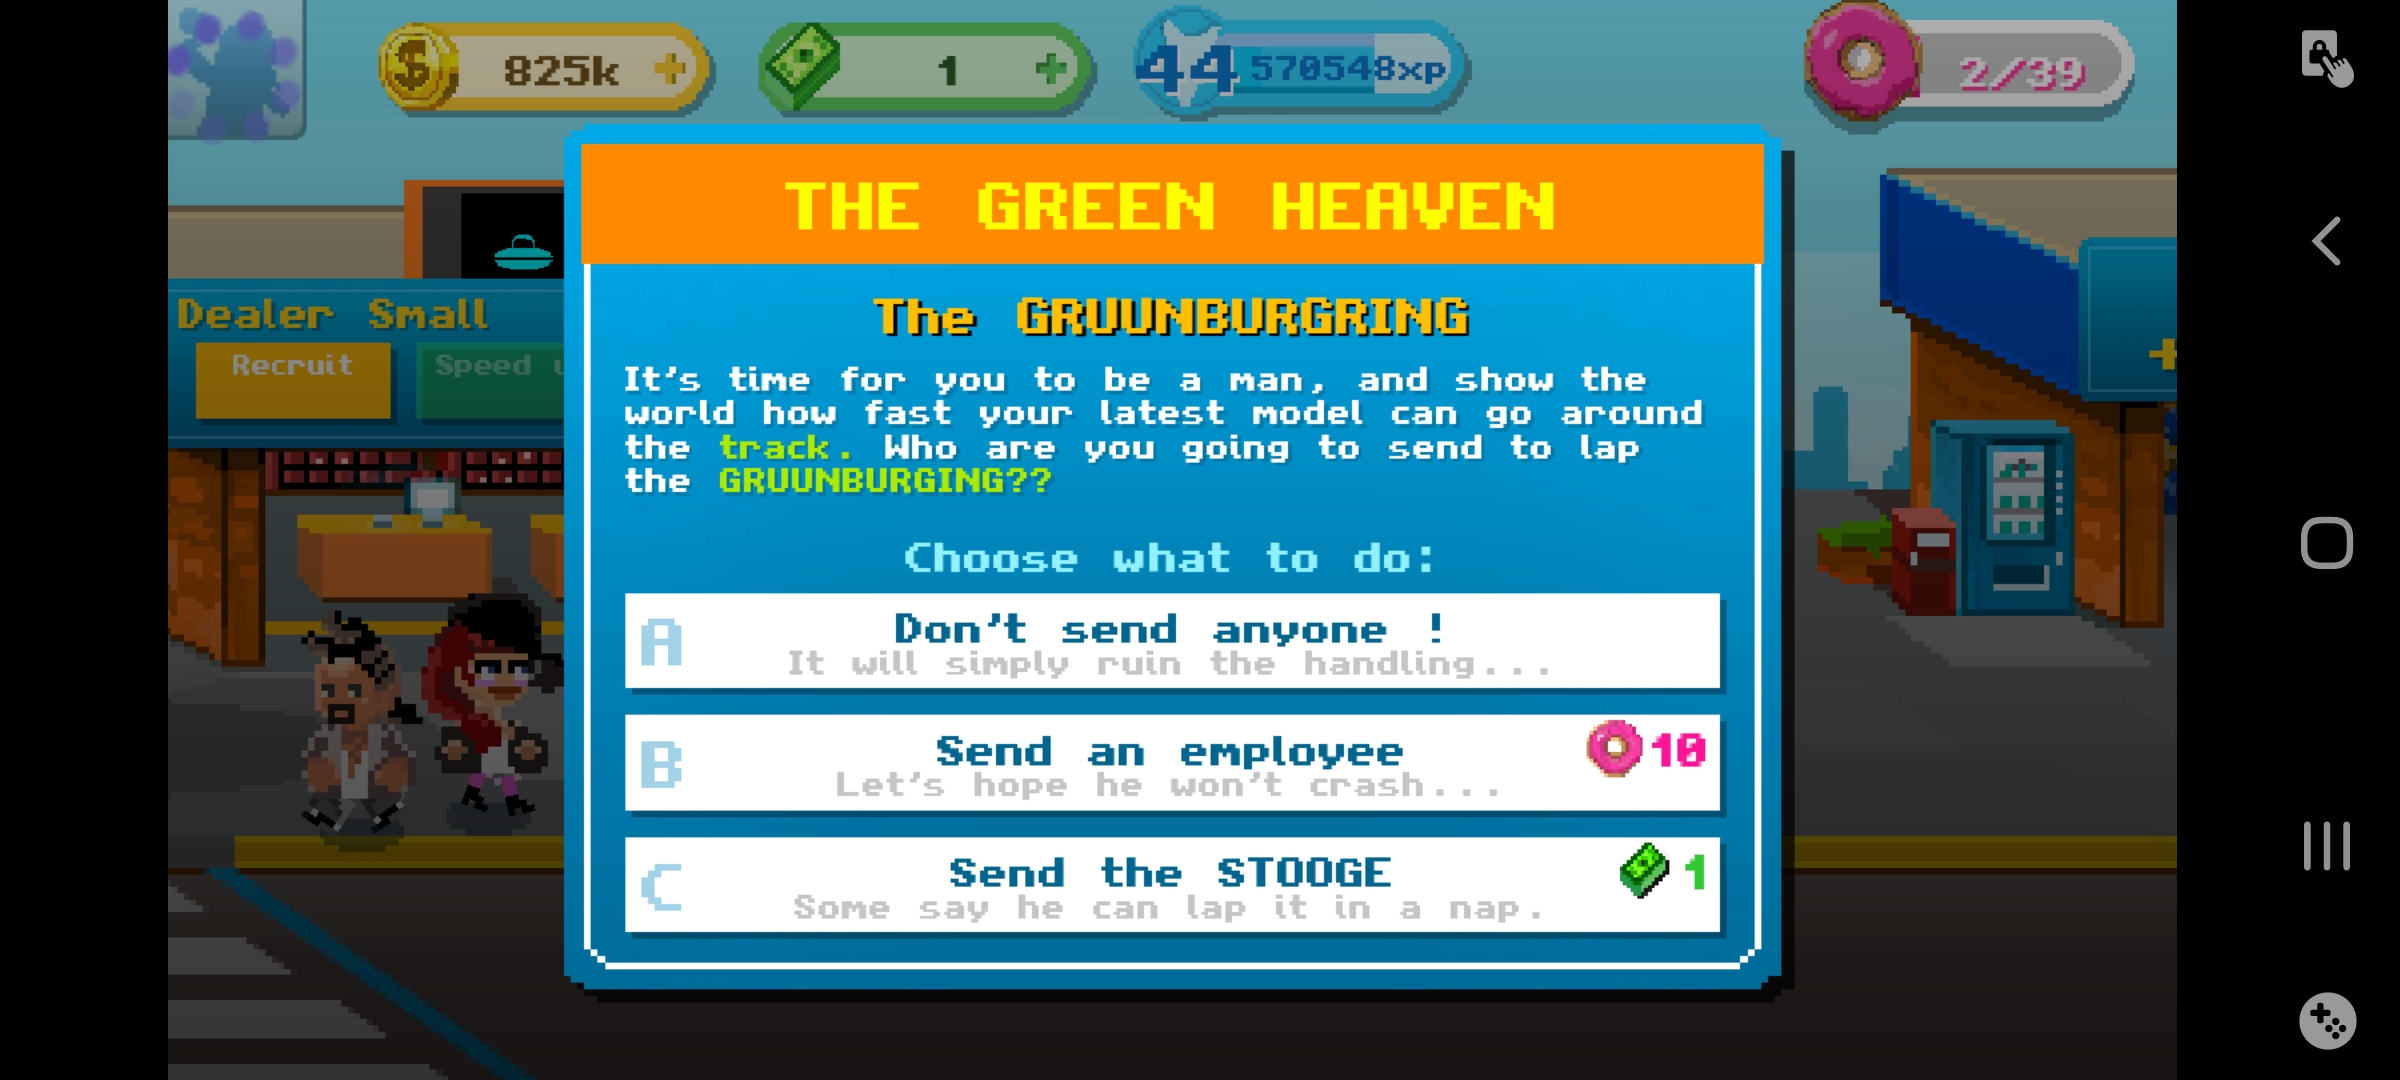 825k
1
44 570548xp
2/39
THE GREEN HEAVEN
Dealer Small
Recruit
Speed
The GRUUNBURGRING
It's time for you to be a man, and show the
world how fast your latest model can go around
the track. Who are you going to send to lap
the GRUUNBURGING??
Choose what to do:
A
Don't send anyone !
It will simply ruin the handling...
B
Send an employee
10
Let's hope he won't crash...
C
Send the STOOGE
1
Some say he can lap it in a nap.